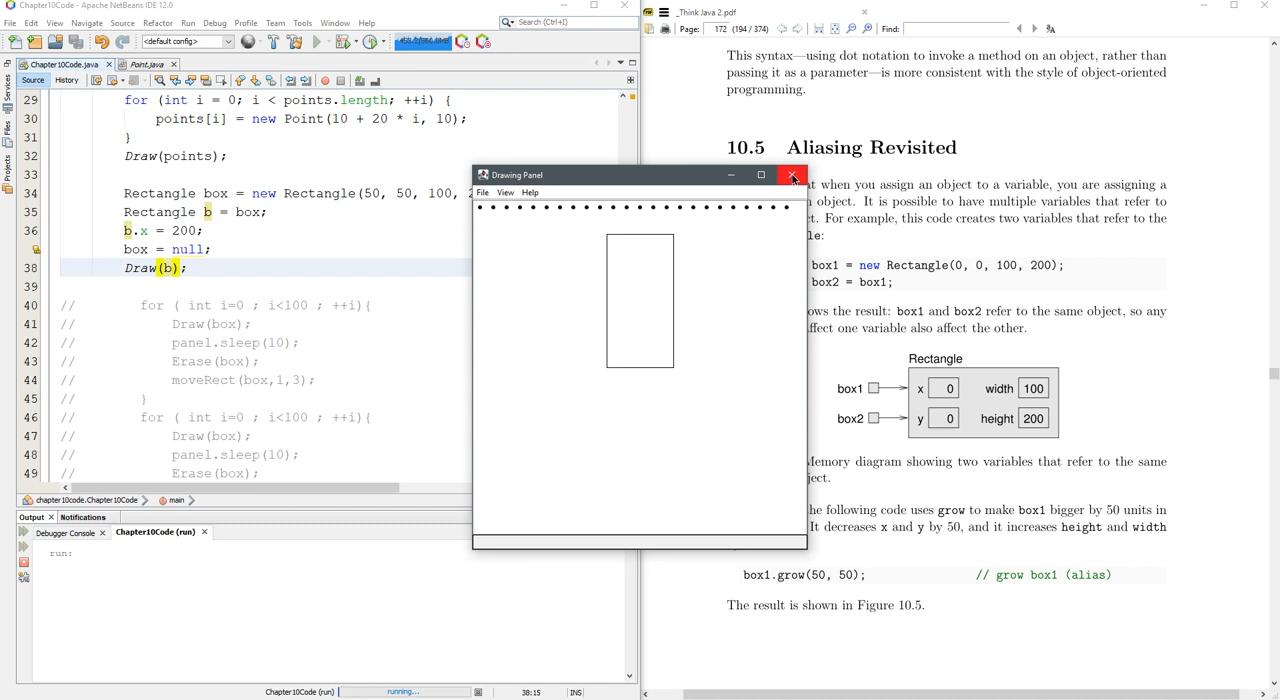 Chapter10Code - Apache NetBeans IDE 12.0
File Edit View Navigate Source Refactor Run Debug Profile Team Tools Window Help
Search (Ctrl+I)
<default config>
Chapter10Code.java Point.java
Source History
Services
Files
Projects
29 for (int i = 0; i < points.length; ++i) {
30 points[i] = new Point(10 + 20 * i, 10);
31 }
32 Draw(points);
33
34 Rectangle box = new Rectangle(50, 50, 100,
35 Rectangle b = box;
36 b.x = 200;
box = null;
38 Draw(b);
39
40 // for ( int i=0 ; i<100 ; ++i){
41 // Draw(box);
42 // panel.sleep(10);
43 // Erase(box);
44 // moveRect(box,1,3);
45 // }
46 // for ( int i=0 ; i<100 ; ++i){
47 // Draw(box);
48 // panel.sleep(10);
49 // Erase(box);
chapter10code.Chapter10Code main
Output Notifications
Debugger Console Chapter10Code (run)
run:
Chapter10Code (run) running... 38:15 INS
Drawing Panel
File View Help
_Think Java 2.pdf
Page: 172 (194 / 374) Find:
This syntax—using dot notation to invoke a method on an object, rather than
passing it as a parameter—is more consistent with the style of object-oriented
programming.
10.5 Aliasing Revisited
t when you assign an object to a variable, you are assigning a
object. It is possible to have multiple variables that refer to
ct. For example, this code creates two variables that refer to the
le:
box1 = new Rectangle(0, 0, 100, 200);
box2 = box1;
ows the result: box1 and box2 refer to the same object, so any
ffect one variable also affect the other.
Rectangle
box1 x 0 width 100
box2 y 0 height 200
Memory diagram showing two variables that refer to the same
ject.
he following code uses grow to make box1 bigger by 50 units in
It decreases x and y by 50, and it increases height and width
box1.grow(50, 50); // grow box1 (alias)
The result is shown in Figure 10.5.